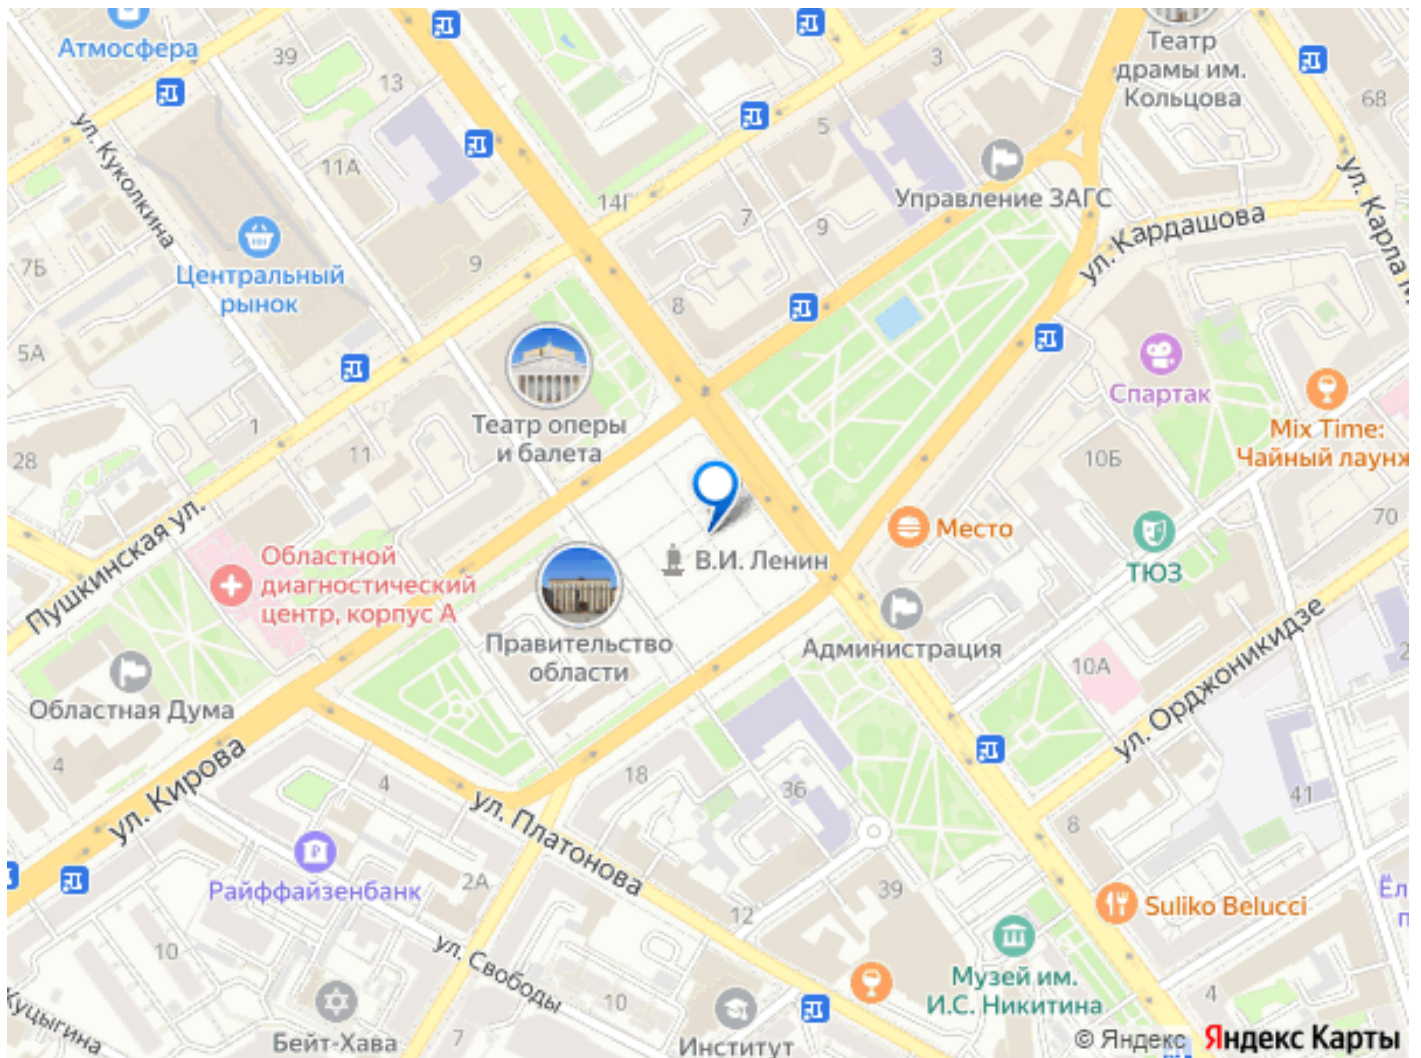 Атмосфера
39
13
3
Театр
драмы им.
Кольцова
68
ул. Куколкина
11А
5
14Г
Управление ЗАГС
ул. Кардашова
7
9
7Б
Центральный
рынок
9
8
5А
Спартак
Театр оперы
и балета
1
11
28
Mix Time:
Чайный лаунж
10Б
70
Пушкинская ул.
Место
В.И. Ленин
ТЮЗ
Областной
диагностический
центр, корпус А
Правительство
области
Администрация
10А
ул. Орджоникидзе
2
Областная Дума
4
ул. Кирова
4
18
36
41
8
ул. Платонова
Райффайзенбанк
2А
12
39
Suliko Belucci
10
ул. Свободы
10
Музей им.
И.С. Никитина
4
Куцыгина
Бейт-Хава
7
Институт
© Яндекс Яндекс Карты